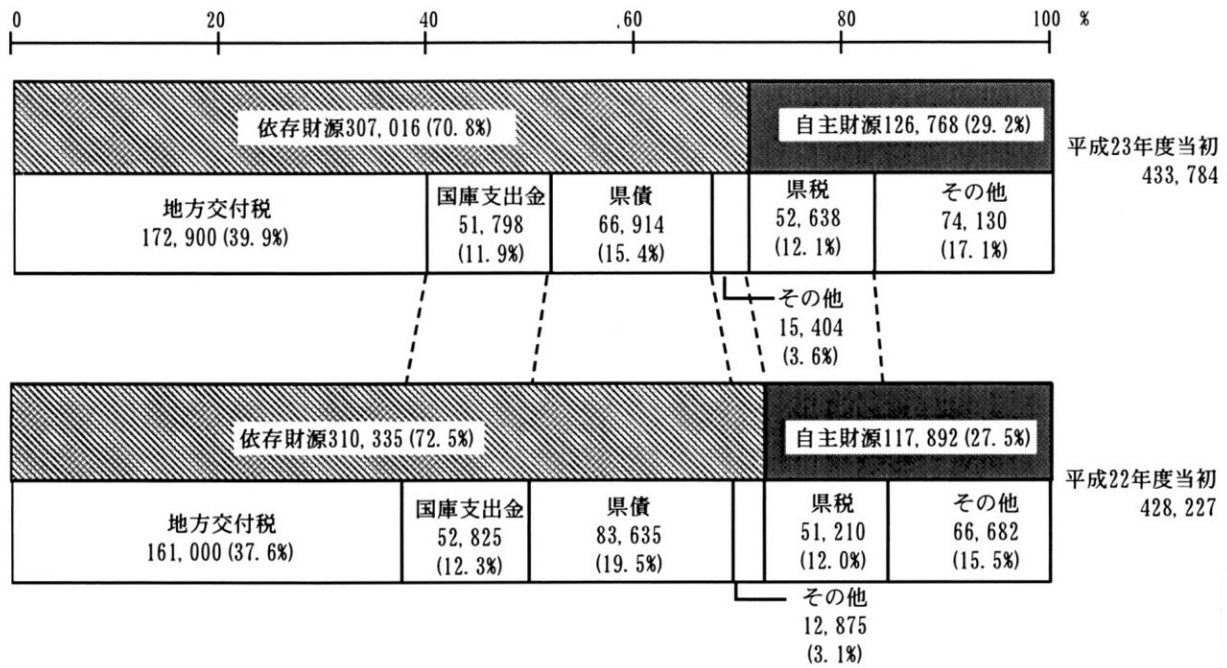 0 20 40 .60 80 100 %
依存財源307,016(70.8%)
自主財源126,768(29.2%)
平成23年度当初
433,784
地方交付税
172,900(39.9%)
国庫支出金
51,798
(11.9%)
県債
66,914
(15.4%)
県税
52,638
(12.1%)
その他
74,130
(17.1%)
その他
15,404
(3.6%)
依存財源310,335(72.5%)
自主財源117,892(27.5%)
平成22年度当初
428,227
地方交付税
161,000(37.6%)
国庫支出金
52,825
(12.3%)
県債
83,635
(19.5%)
県税
51,210
(12.0%)
その他
66,682
(15.5%)
その他
12,875
(3.1%)